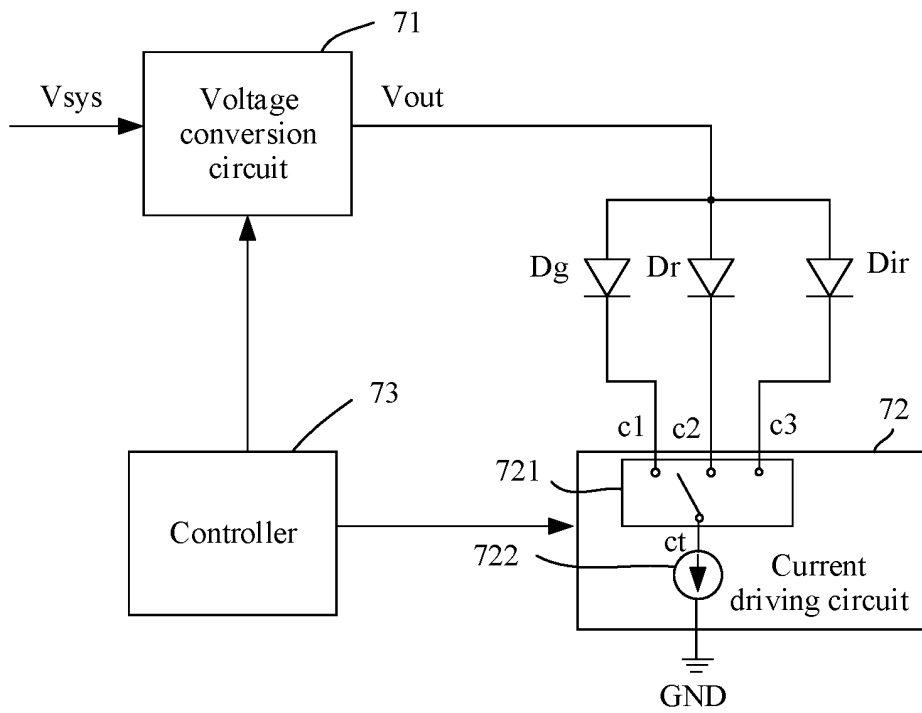 71
Vsys
Voltage
conversion
circuit
Vout
Dg
Dr
Dir
73
72
c1
c2
c3
721
Controller
ct
722
Current
driving circuit
GND